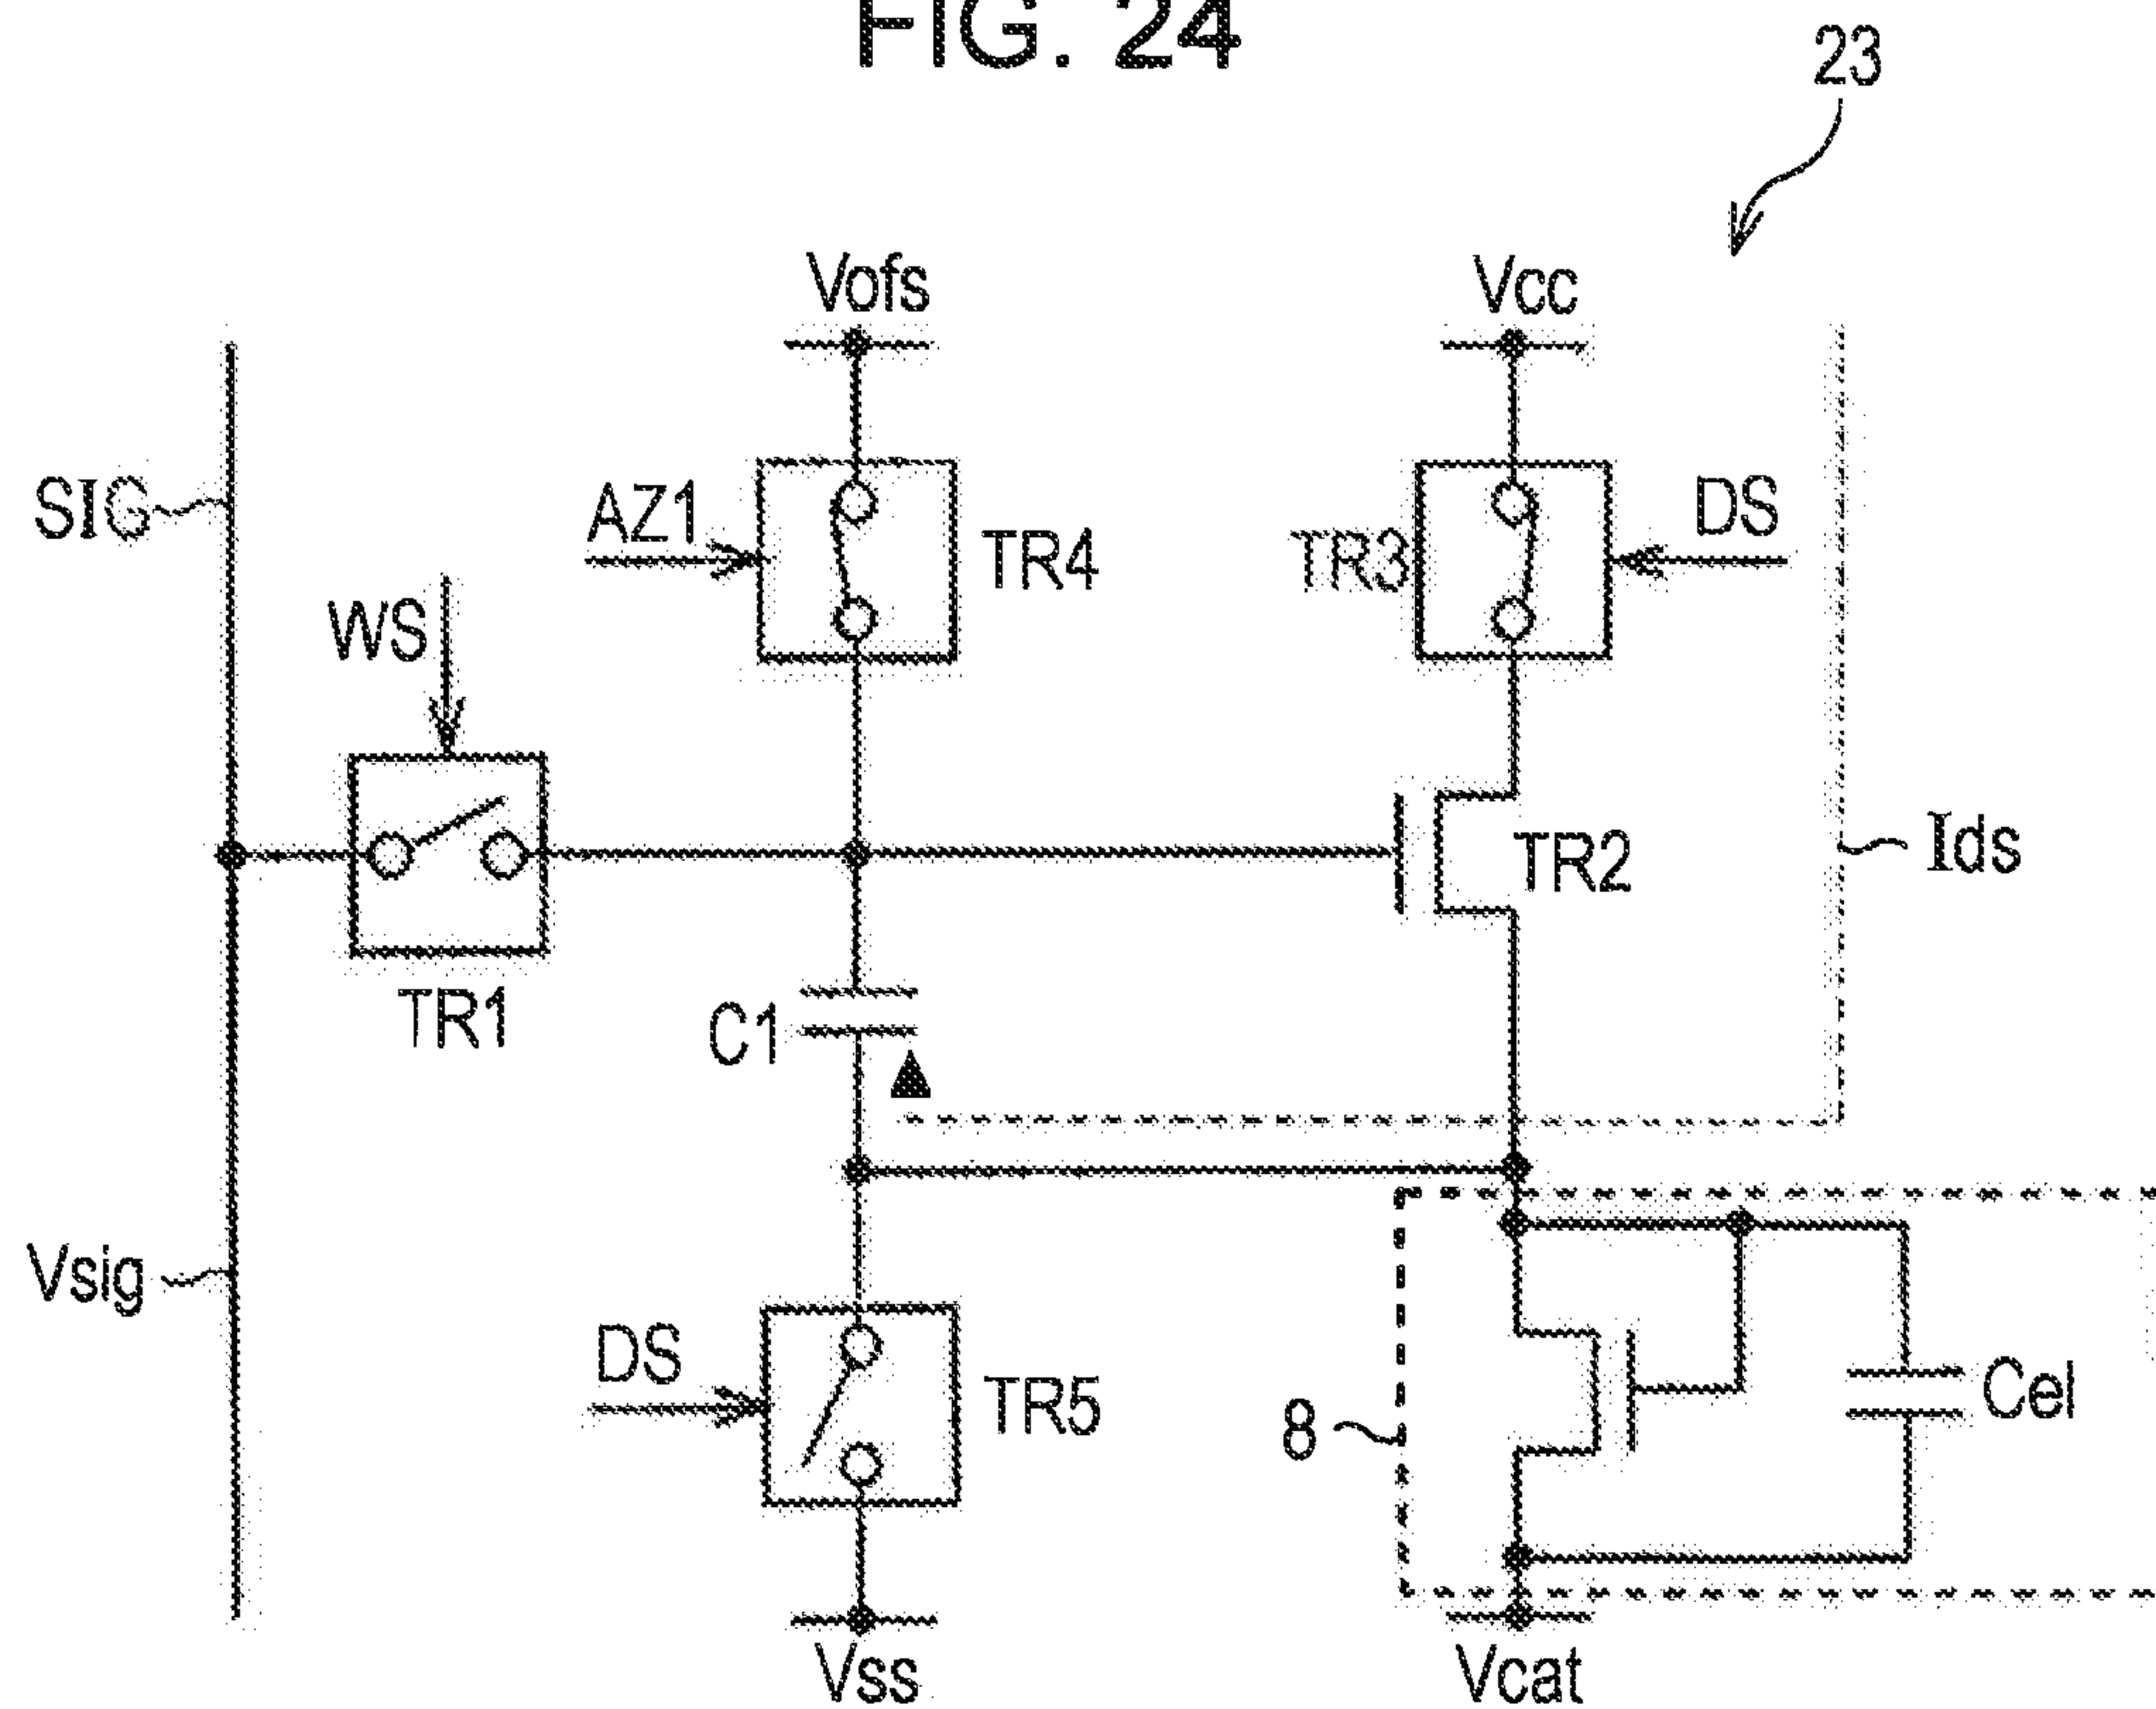 FIG. 24
23
Vofs
Vcc
SIG
AZ1
TR4
TR3
DS
WS
TR1
TR2
Ids
C1
Vsig
DS
TR5
8
Cel
Vss
Vcat